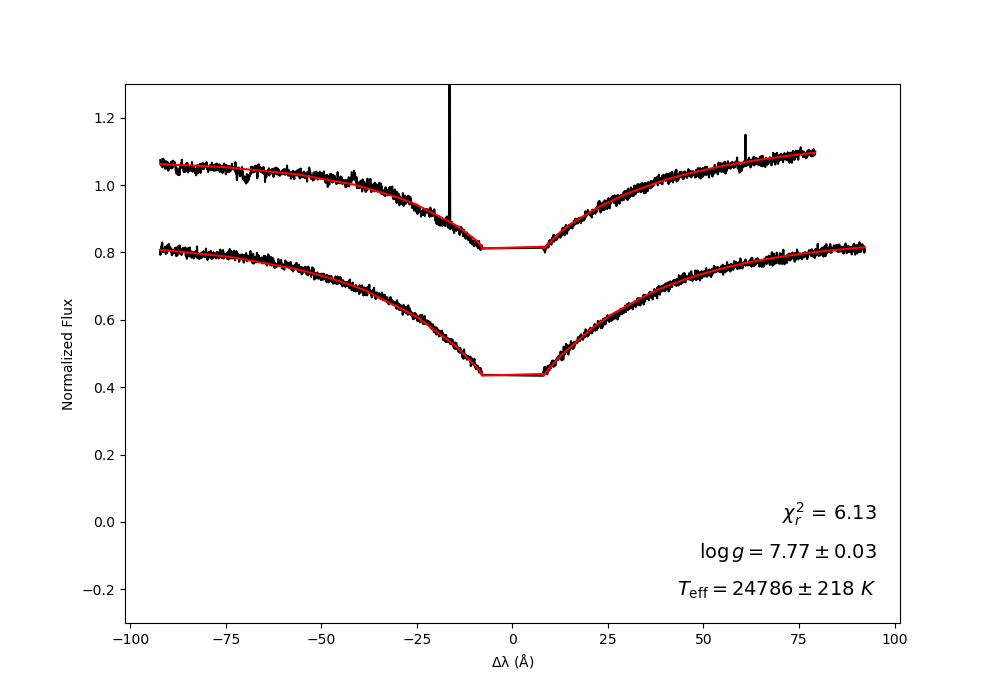 1.2
1.0
0.8
0.6
0.4
0.2
0.0
−0.2
Normalized Flux
χ²ᵣ = 6.13
log g = 7.77 ± 0.03
T_eff = 24786 ± 218 K
−100 −75 −50 −25 0 25 50 75 100
Δλ (Å)